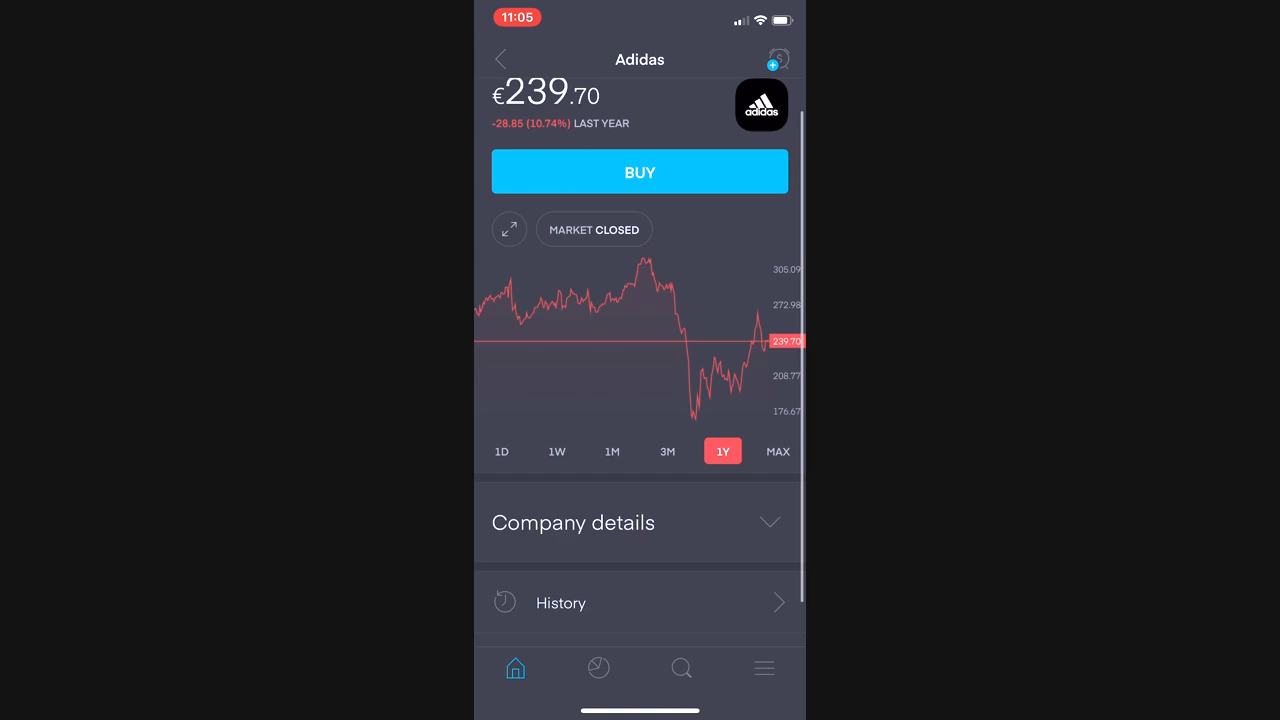 11:05
Adidas
€239.70
adidas
-28.85 (10.74%) LAST YEAR
BUY
MARKET CLOSED
305.09
272.98
239.70
208.77
176.67
1D 1W 1M 3M 1Y MAX
Company details
History